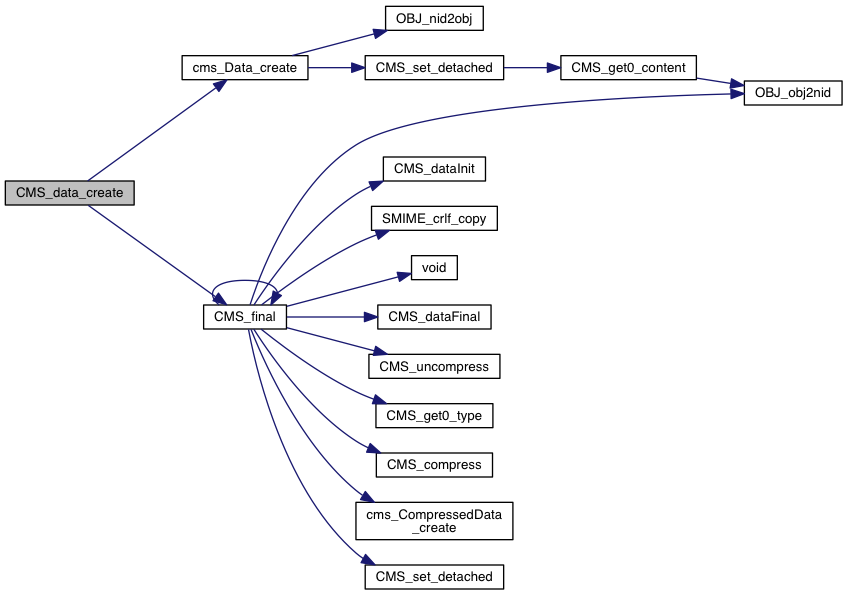 OBJ_nid2obj
cms_Data_create
CMS_set_detached
CMS_get0_content
OBJ_obj2nid
CMS_dataInit
CMS_data_create
SMIME_crlf_copy
void
CMS_final
CMS_dataFinal
CMS_uncompress
CMS_get0_type
CMS_compress
cms_CompressedData
_create
CMS_set_detached